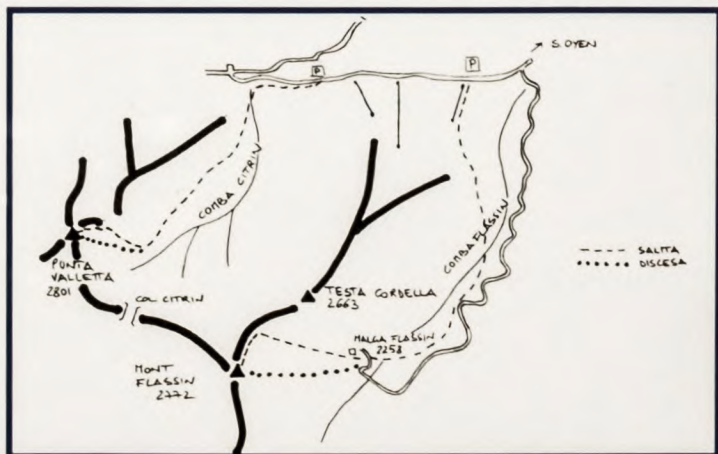 S. OYEN
P
P
COMBA CITRIN
COMBA FLASSIN
SALITA
DISCESA
PUNTA
VALLETTA
2801
COL CITRIN
TESTA CORDELLA
2663
MALGA FLASSIN
2258
MONT
FLASSIN
2772